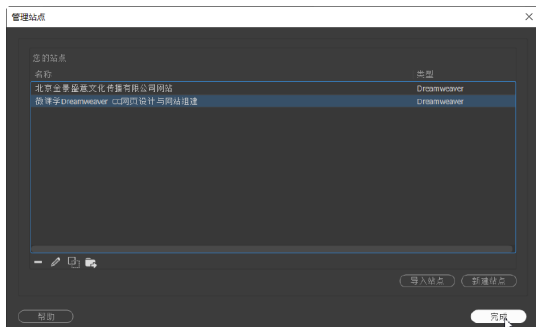 管理站点
您的站点
名称 类型
北京金景盛意文化传播有限公司网站 Dreamweaver
微课学Dreamweaver CC网页设计与网站组建 Dreamweaver
导入站点 新建站点
帮助 完成